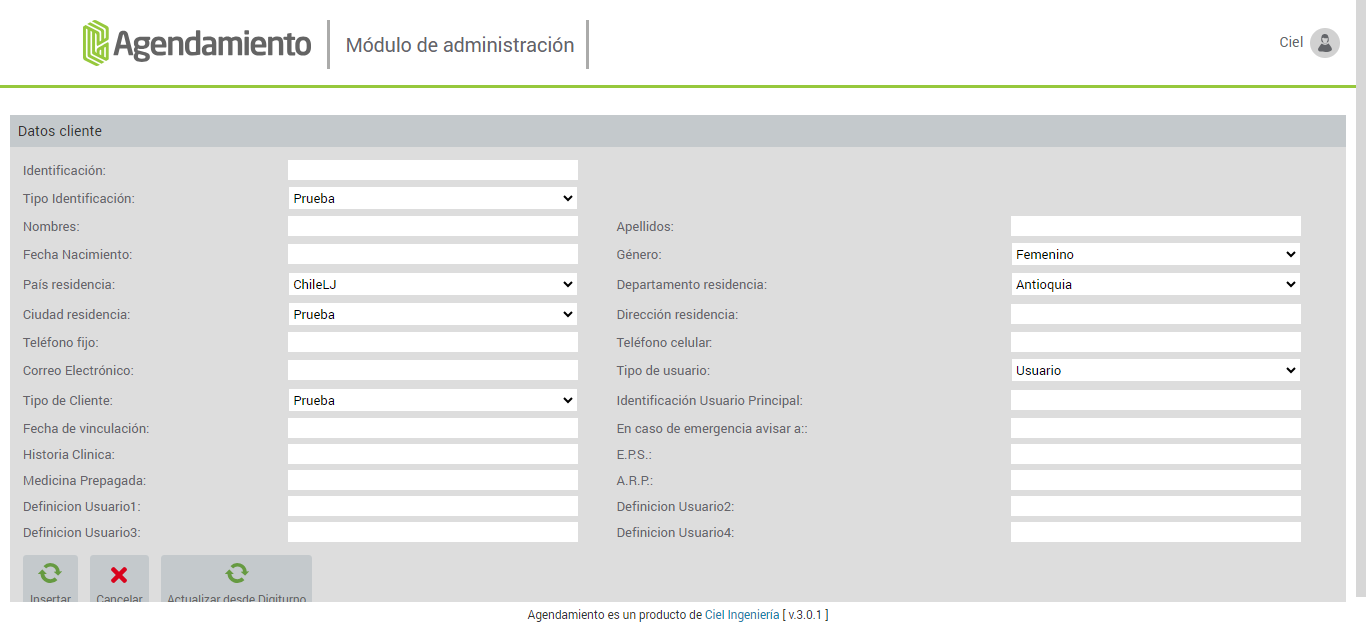 Agendamiento Módulo de administración Ciel
Datos cliente
Identificación:
Tipo Identificación: Prueba
Nombres: Apellidos:
Fecha Nacimiento: Género: Femenino
País residencia: ChileLJ Departamento residencia: Antioquia
Ciudad residencia: Prueba Dirección residencia:
Teléfono fijo: Teléfono celular:
Correo Electrónico: Tipo de usuario: Usuario
Tipo de Cliente: Prueba Identificación Usuario Principal:
Fecha de vinculación: En caso de emergencia avisar a::
Historia Clinica: E.P.S.:
Medicina Prepagada: A.R.P.:
Definicion Usuario1: Definicion Usuario2:
Definicion Usuario3: Definicion Usuario4:
Insertar Cancelar Actualizar desde Digiturno
Agendamiento es un producto de Ciel Ingeniería [ v.3.0.1 ]